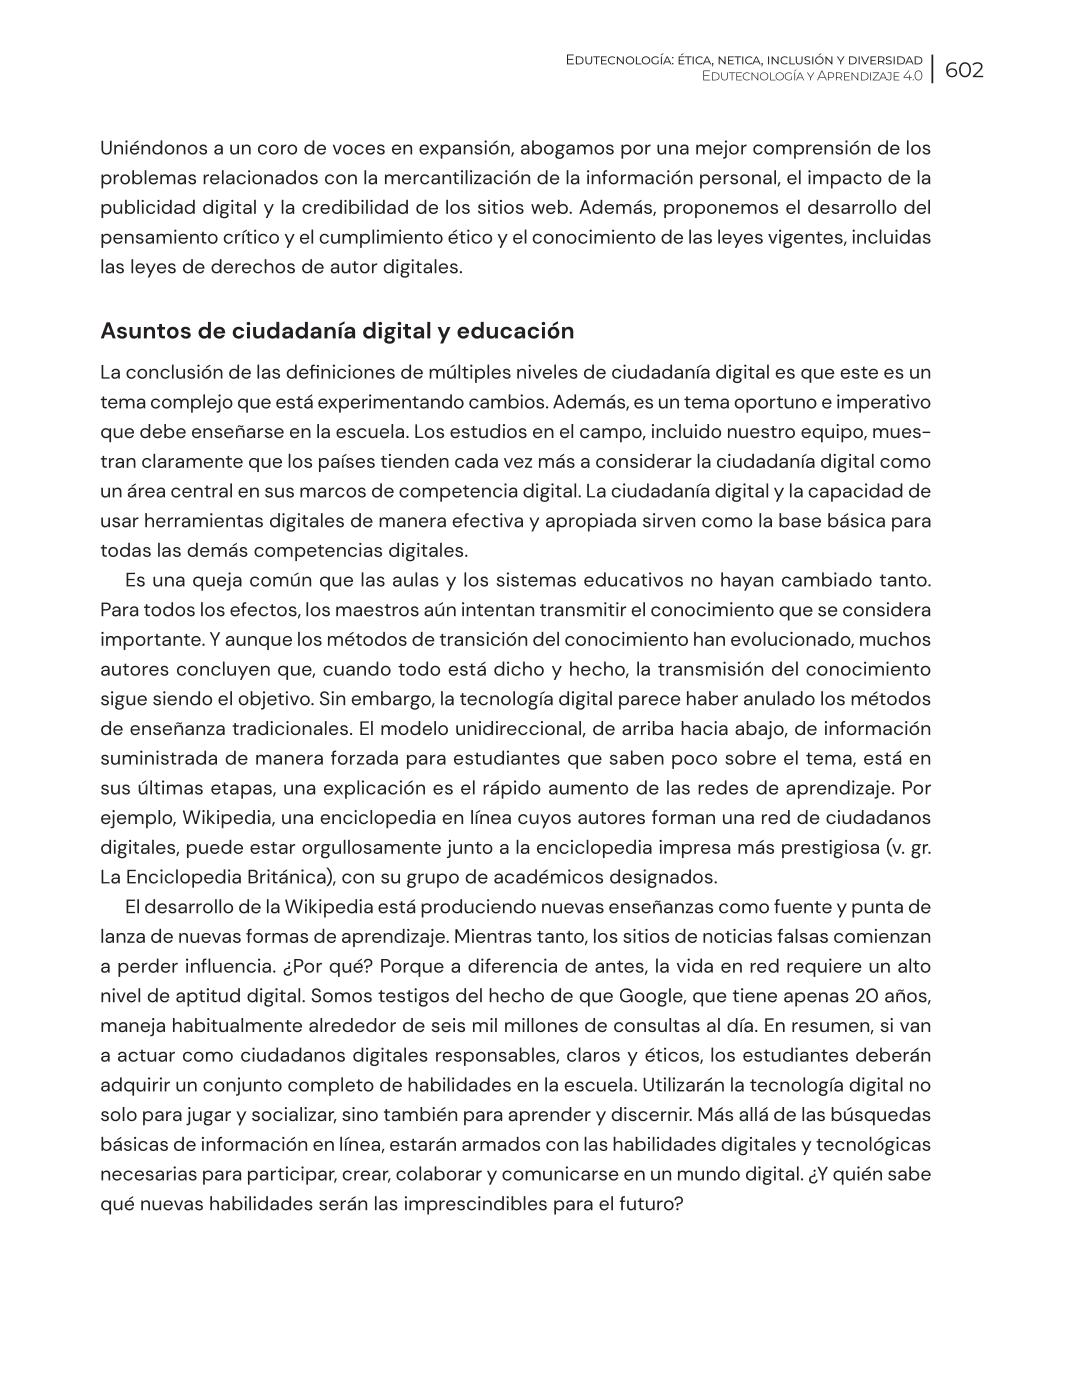 Edutecnología: ética, netica, inclusión y diversidad
Edutecnología y Aprendizaje 4.0
602
Uniéndonos a un coro de voces en expansión, abogamos por una mejor comprensión de los
problemas relacionados con la mercantilización de la información personal, el impacto de la
publicidad digital y la credibilidad de los sitios web. Además, proponemos el desarrollo del
pensamiento crítico y el cumplimiento ético y el conocimiento de las leyes vigentes, incluidas
las leyes de derechos de autor digitales.
Asuntos de ciudadanía digital y educación
La conclusión de las definiciones de múltiples niveles de ciudadanía digital es que este es un
tema complejo que está experimentando cambios. Además, es un tema oportuno e imperativo
que debe enseñarse en la escuela. Los estudios en el campo, incluido nuestro equipo, mues-
tran claramente que los países tienden cada vez más a considerar la ciudadanía digital como
un área central en sus marcos de competencia digital. La ciudadanía digital y la capacidad de
usar herramientas digitales de manera efectiva y apropiada sirven como la base básica para
todas las demás competencias digitales.
Es una queja común que las aulas y los sistemas educativos no hayan cambiado tanto.
Para todos los efectos, los maestros aún intentan transmitir el conocimiento que se considera
importante. Y aunque los métodos de transición del conocimiento han evolucionado, muchos
autores concluyen que, cuando todo está dicho y hecho, la transmisión del conocimiento
sigue siendo el objetivo. Sin embargo, la tecnología digital parece haber anulado los métodos
de enseñanza tradicionales. El modelo unidireccional, de arriba hacia abajo, de información
suministrada de manera forzada para estudiantes que saben poco sobre el tema, está en
sus últimas etapas, una explicación es el rápido aumento de las redes de aprendizaje. Por
ejemplo, Wikipedia, una enciclopedia en línea cuyos autores forman una red de ciudadanos
digitales, puede estar orgullosamente junto a la enciclopedia impresa más prestigiosa (v. gr.
La Enciclopedia Británica), con su grupo de académicos designados.
El desarrollo de la Wikipedia está produciendo nuevas enseñanzas como fuente y punta de
lanza de nuevas formas de aprendizaje. Mientras tanto, los sitios de noticias falsas comienzan
a perder influencia. ¿Por qué? Porque a diferencia de antes, la vida en red requiere un alto
nivel de aptitud digital. Somos testigos del hecho de que Google, que tiene apenas 20 años,
maneja habitualmente alrededor de seis mil millones de consultas al día. En resumen, si van
a actuar como ciudadanos digitales responsables, claros y éticos, los estudiantes deberán
adquirir un conjunto completo de habilidades en la escuela. Utilizarán la tecnología digital no
solo para jugar y socializar, sino también para aprender y discernir. Más allá de las búsquedas
básicas de información en línea, estarán armados con las habilidades digitales y tecnológicas
necesarias para participar, crear, colaborar y comunicarse en un mundo digital. ¿Y quién sabe
qué nuevas habilidades serán las imprescindibles para el futuro?